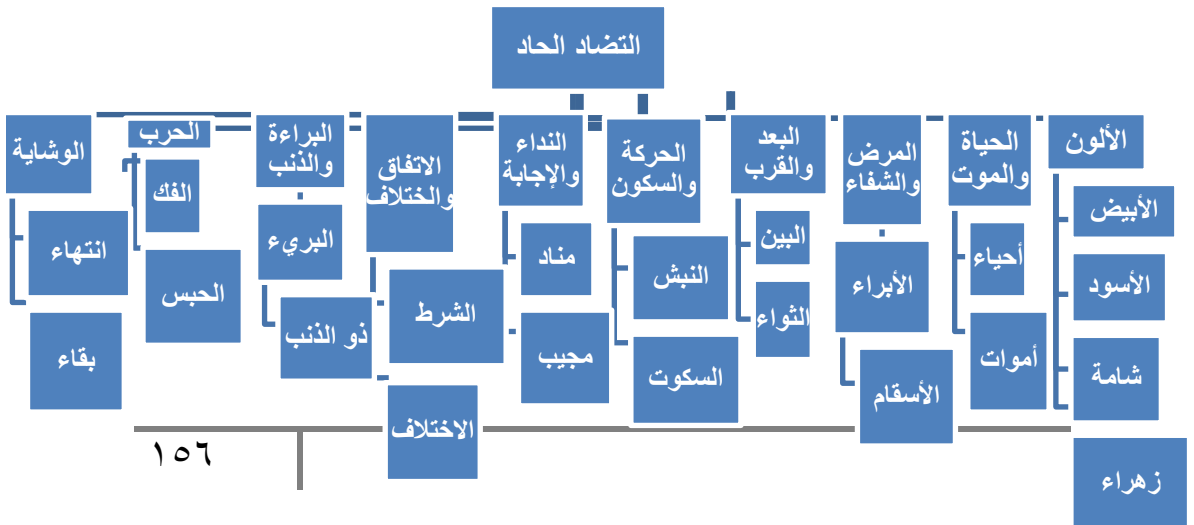 التضاد الحاد
الألون
الأبيض
الأسود
شامة
زهراء
الحياة
والموت
أحياء
أموات
المرض
والشفاء
الأبراء
الأسقام
البعد
والقرب
البين
الثواء
الحركة
والسكون
النبش
السكوت
النداء
والإجابة
مناد
مجيب
الاتفاق
والختلاف
الشرط
الاختلاف
البراءة
والذنب
البريء
ذو الذنب
الحرب
الفك
الحبس
الوشاية
انتهاء
بقاء
١٥٦